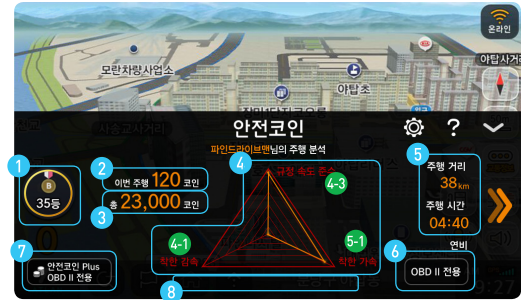 온라인
모란차량사업소
야탑사거리
야탑초
안전코인
?
파인드라이브맨님의 주행 분석
1
B
35등
2
이번 주행 120 코인
3
총 23,000 코인
4
규정 속도 준수
4-3
4-1
착한 감속
5-1
착한 가속
5
주행 거리
38km
주행 시간
04:40
연비
6
OBD II 전용
7
안전코인 Plus
OBD II 전용
8
9:27